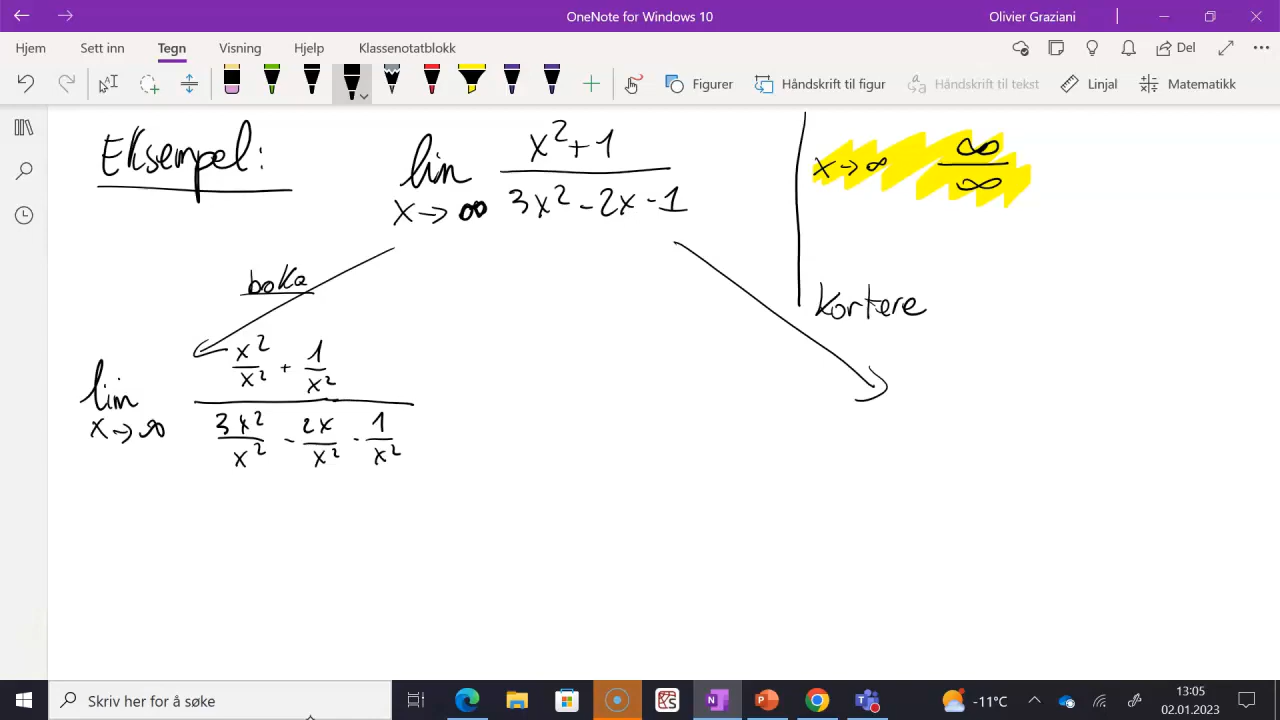 OneNote for Windows 10
Olivier Graziani
Hjem Sett inn Tegn Visning Hjelp Klassenotatblokk
Del
Figurer Håndskrift til figur Håndskrift til tekst Linjal Matematikk
Eksempel:
lim x→∞ (x²+1)/(3x²-2x-1)
x→∞ ∞/∞
boka
kortere
lim x→∞ (x²/x² + 1/x²)/(3x²/x² - 2x/x² - 1/x²)
Skriv her for å søke
-11°C
13:05
02.01.2023